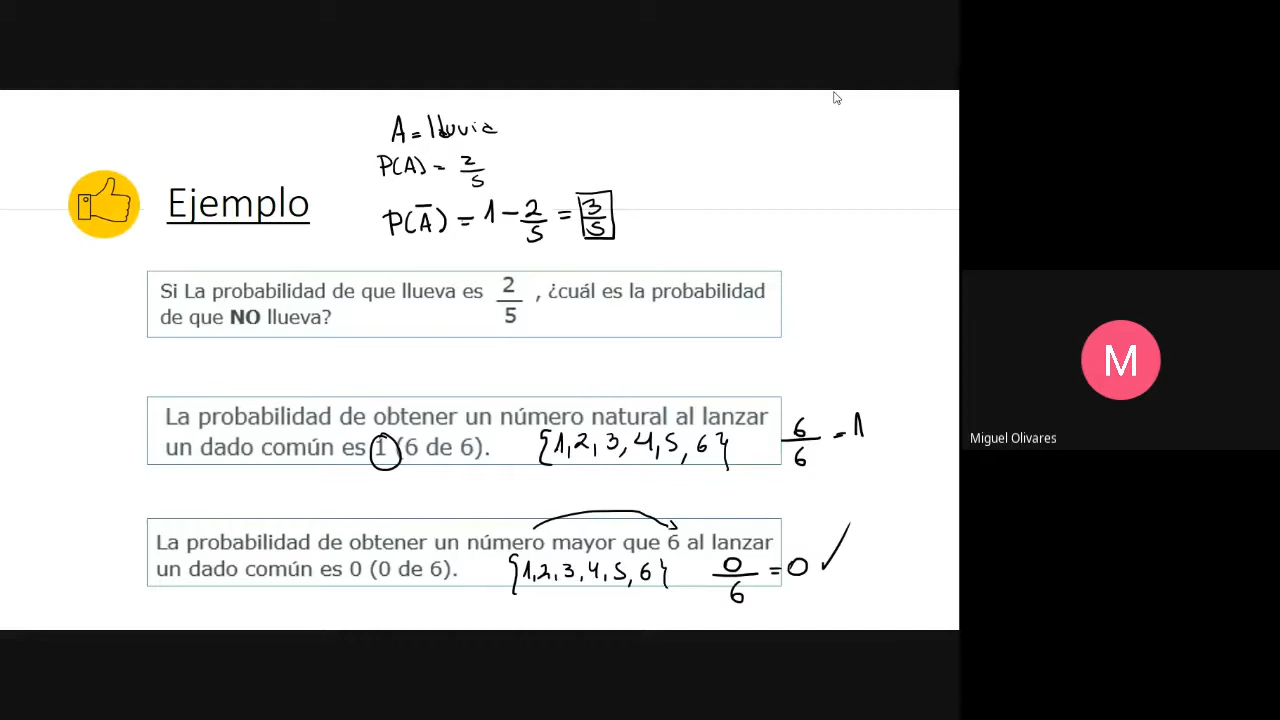 A = lluvia
P(A) = 2/5
Ejemplo
P(A̅) = 1 - 2/5 = 3/5
Si La probabilidad de que llueva es 2/5 , ¿cuál es la probabilidad
de que NO llueva?
La probabilidad de obtener un número natural al lanzar
un dado común es 1 (6 de 6). {1, 2, 3, 4, 5, 6} 6/6 = 1
La probabilidad de obtener un número mayor que 6 al lanzar
un dado común es 0 (0 de 6). {1, 2, 3, 4, 5, 6} 0/6 = 0 ✓
M
Miguel Olivares